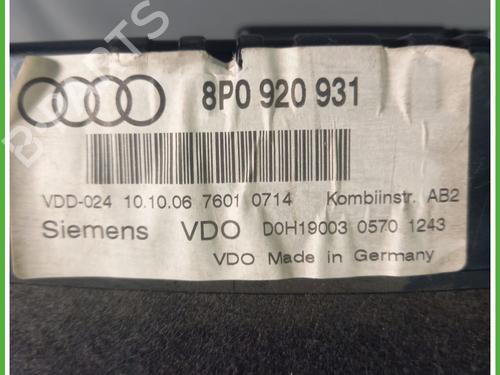 8P0 920 931
VDD-024 10.10.06 7601 0714 Kombiinstr. AB2
Siemens VDO D0H19003 0570 1243
VDO Made in Germany